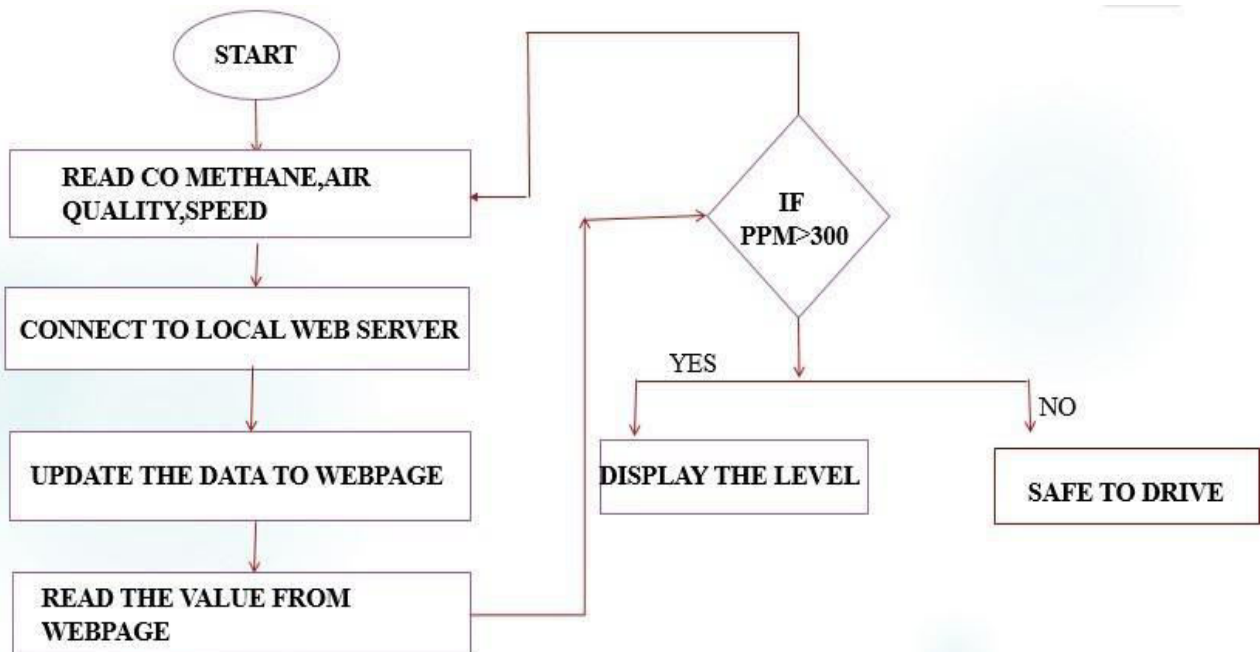 START
READ CO METHANE,AIR
QUALITY,SPEED
CONNECT TO LOCAL WEB SERVER
UPDATE THE DATA TO WEBPAGE
READ THE VALUE FROM
WEBPAGE
IF
PPM>300
YES
NO
DISPLAY THE LEVEL
SAFE TO DRIVE